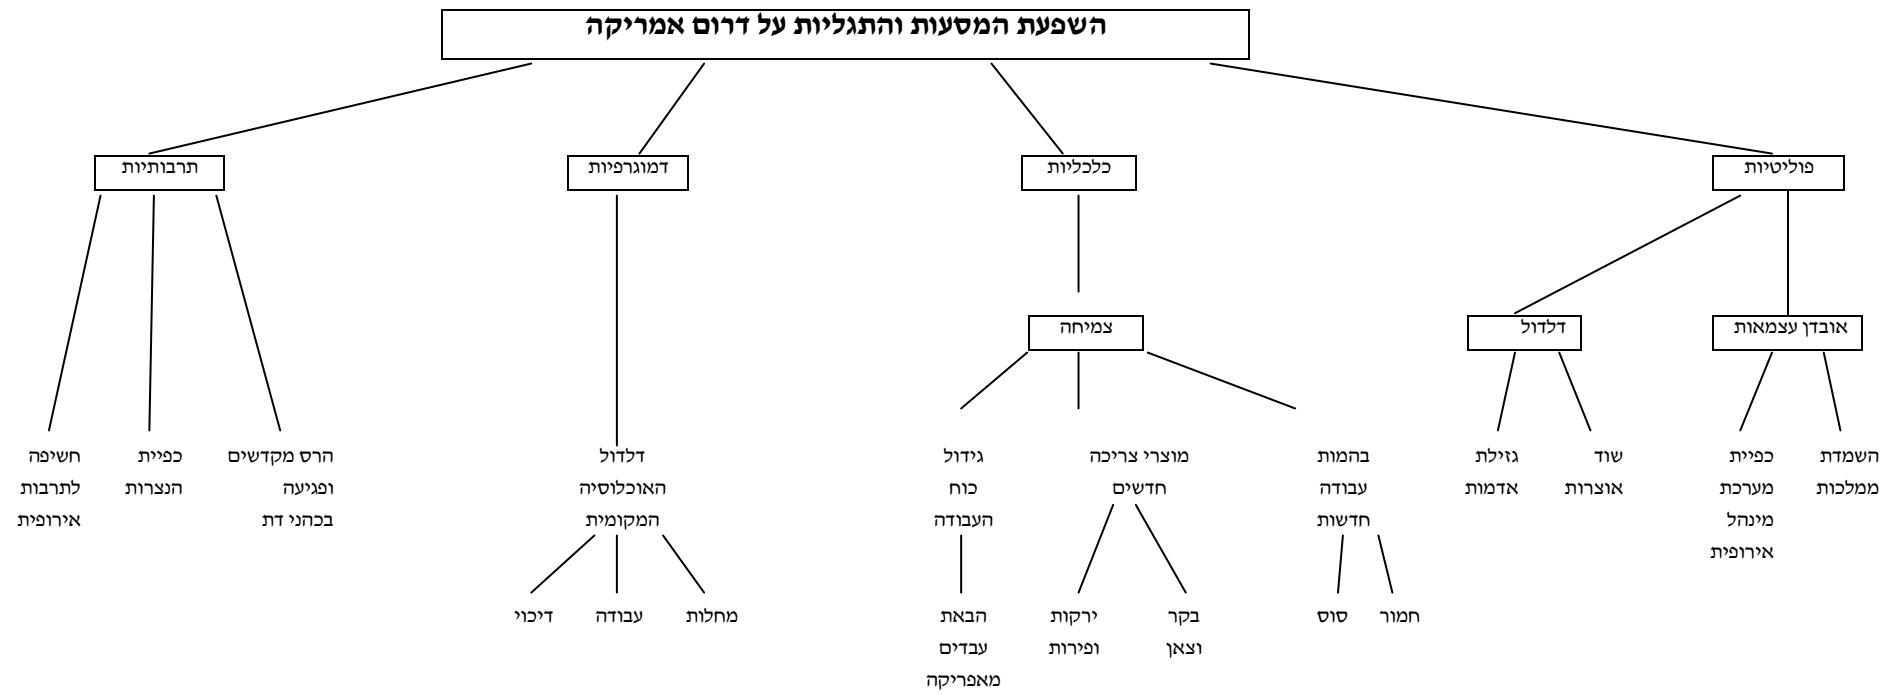 השפעת המסעות והתגליות על דרום אמריקה
פוליטיות
כלכליות
דמוגרפיות
תרבותיות
אובדן עצמאות
דלדול
צמיחה
השמדת
ממלכות
כפיית
מערכת
מינהל
אירופית
שוד
אוצרות
גזילת
אדמות
בהמות
עבודה
חדשות
מוצרי צריכה
חדשים
גידול
כוח
העבודה
דלדול
האוכלוסיה
המקומית
הרס מקדשים
ופגיעה
בכהני דת
כפיית
הנצרות
חשיפה
לתרבות
אירופית
חמור
סוס
בקר
וצאן
ירקות
ופירות
הבאת
עבדים
מאפריקה
מחלות
עבודה
דיכוי